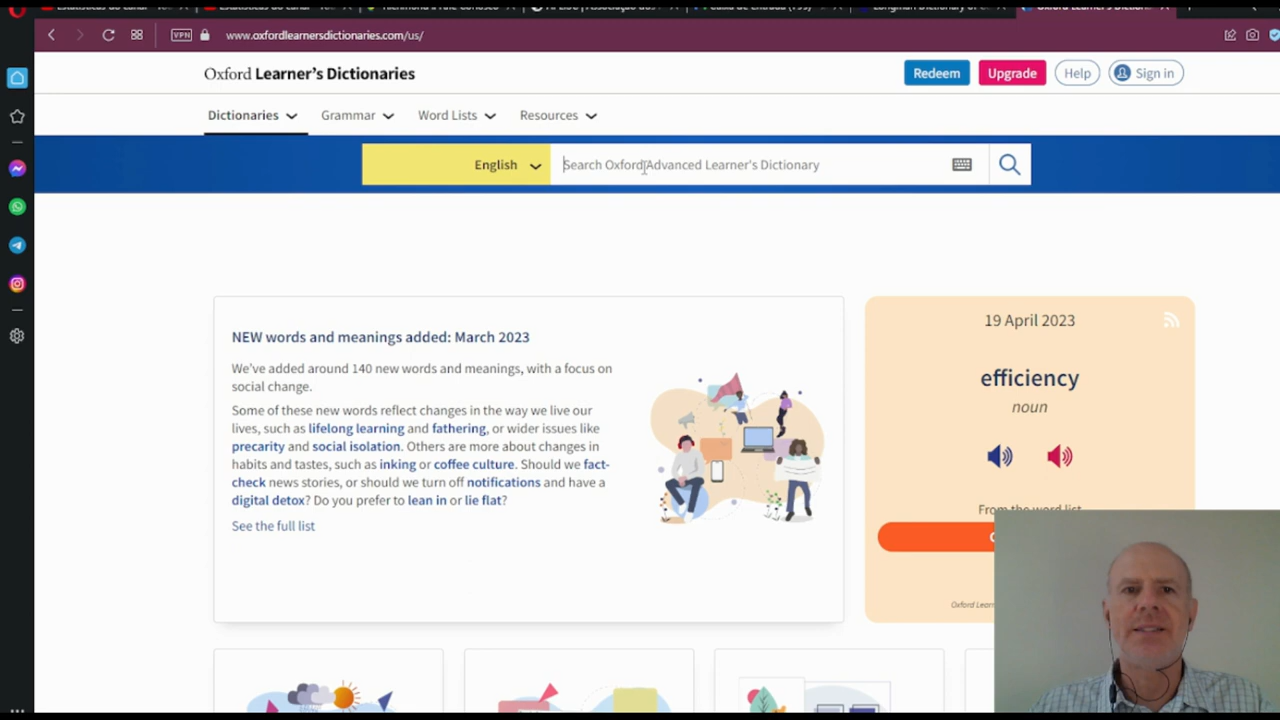 VPN
www.oxfordlearnersdictionaries.com/us/
Oxford Learner's Dictionaries
Redeem
Upgrade
Help
Sign in
Dictionaries
Grammar
Word Lists
Resources
English
Search Oxford Advanced Learner's Dictionary
NEW words and meanings added: March 2023
We've added around 140 new words and meanings, with a focus on
social change.
Some of these new words reflect changes in the way we live our
lives, such as lifelong learning and fathering, or wider issues like
precarity and social isolation. Others are more about changes in
habits and tastes, such as inking or coffee culture. Should we fact-
check news stories, or should we turn off notifications and have a
digital detox? Do you prefer to lean in or lie flat?
See the full list
19 April 2023
efficiency
noun
From the word list
Oxford